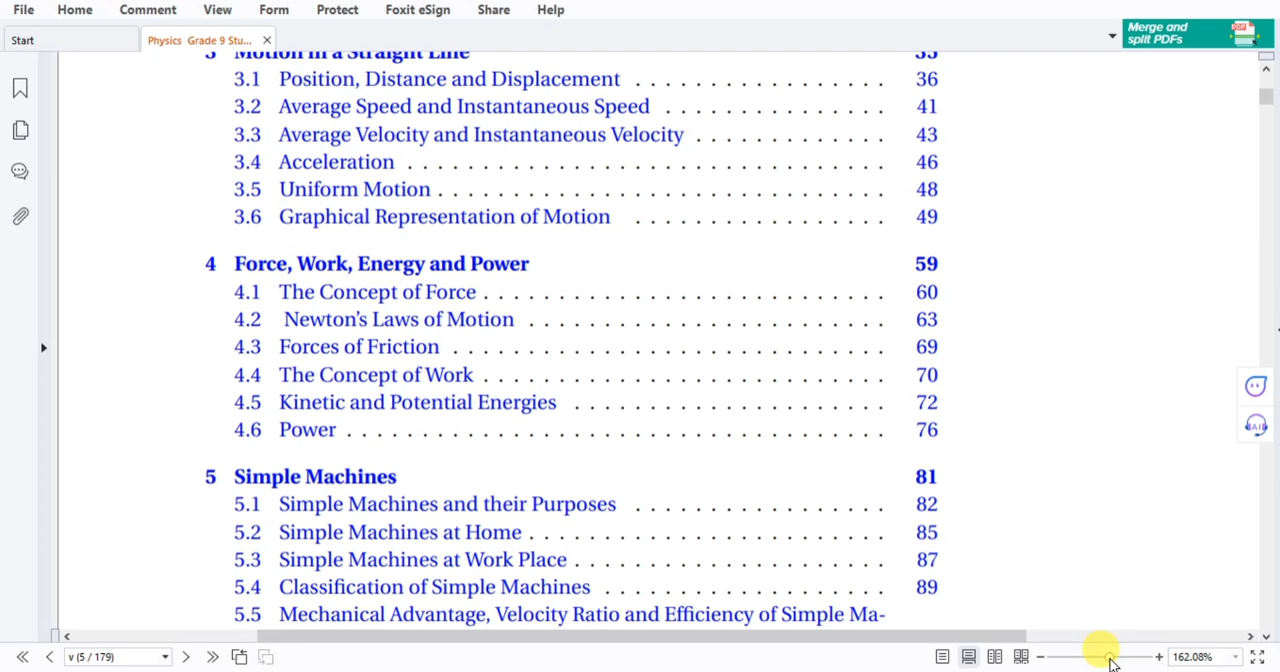 File Home Comment View Form Protect Foxit eSign Share Help
Start Physics Grade 9 Stu... Merge and split PDFs
3 Motion in a Straight Line 35
3.1 Position, Distance and Displacement . . . . . . . . . . . . . . . . . 36
3.2 Average Speed and Instantaneous Speed . . . . . . . . . . . . . . . 41
3.3 Average Velocity and Instantaneous Velocity . . . . . . . . . . . . . 43
3.4 Acceleration . . . . . . . . . . . . . . . . . . . . . . . . . . . . . . . . 46
3.5 Uniform Motion . . . . . . . . . . . . . . . . . . . . . . . . . . . . . . 48
3.6 Graphical Representation of Motion . . . . . . . . . . . . . . . . . 49
4 Force, Work, Energy and Power 59
4.1 The Concept of Force . . . . . . . . . . . . . . . . . . . . . . . . . . . 60
4.2 Newton's Laws of Motion . . . . . . . . . . . . . . . . . . . . . . . . 63
4.3 Forces of Friction . . . . . . . . . . . . . . . . . . . . . . . . . . . . . 69
4.4 The Concept of Work . . . . . . . . . . . . . . . . . . . . . . . . . . . 70
4.5 Kinetic and Potential Energies . . . . . . . . . . . . . . . . . . . . . 72
4.6 Power . . . . . . . . . . . . . . . . . . . . . . . . . . . . . . . . . . . . 76
5 Simple Machines 81
5.1 Simple Machines and their Purposes . . . . . . . . . . . . . . . . . 82
5.2 Simple Machines at Home . . . . . . . . . . . . . . . . . . . . . . . . 85
5.3 Simple Machines at Work Place . . . . . . . . . . . . . . . . . . . . . 87
5.4 Classification of Simple Machines . . . . . . . . . . . . . . . . . . . 89
5.5 Mechanical Advantage, Velocity Ratio and Efficiency of Simple Ma-
v (5 / 179) 162.08%